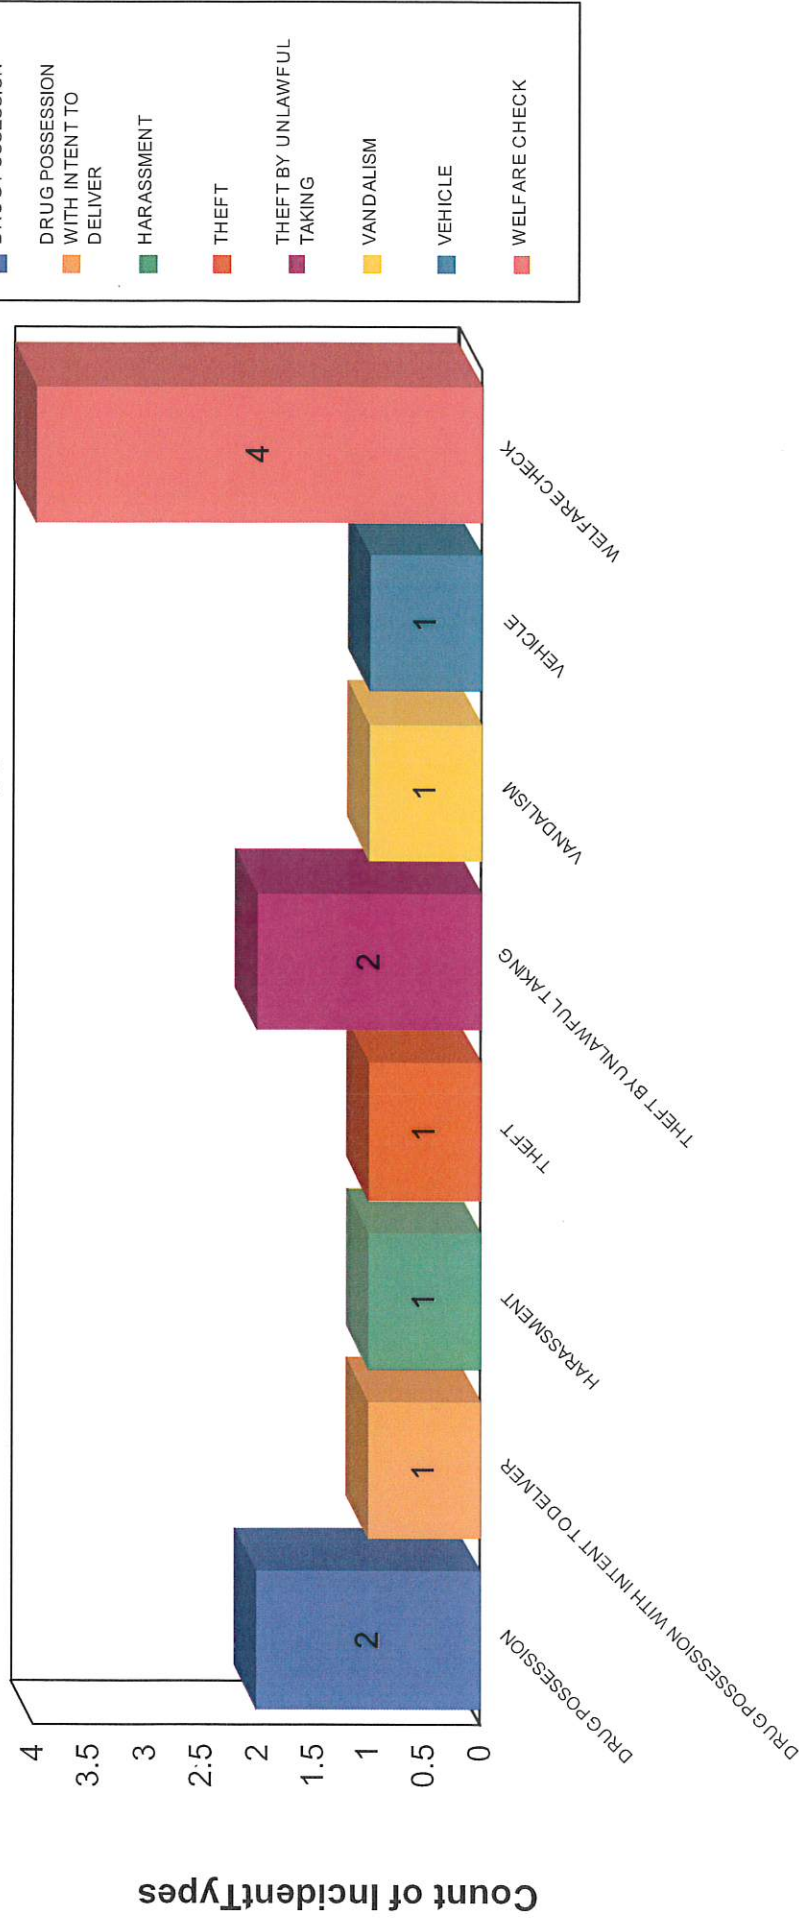 Count of IncidentTypes
4
3.5
3
2.5
2
1.5
1
0.5
0
2
1
1
1
2
1
1
4
DRUG POSSESSION
DRUG POSSESSION WITH INTENT TO DELIVER
HARASSMENT
THEFT
THEFT BY UNLAWFUL TAKING
VANDALISM
VEHICLE
WELFARE CHECK
DRUG POSSESSION
WITH INTENT TO
DELIVER
HARASSMENT
THEFT
THEFT BY UNLAWFUL
TAKING
VANDALISM
VEHICLE
WELFARE CHECK